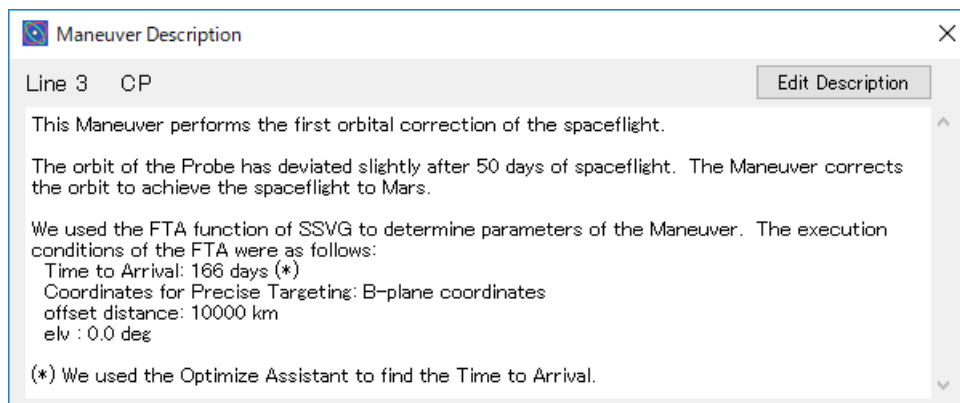 Maneuver Description
Line 3 CP
Edit Description
This Maneuver performs the first orbital correction of the spaceflight.
The orbit of the Probe has deviated slightly after 50 days of spaceflight. The Maneuver corrects
the orbit to achieve the spaceflight to Mars.
We used the FTA function of SSVG to determine parameters of the Maneuver. The execution
conditions of the FTA were as follows:
Time to Arrival: 166 days (*)
Coordinates for Precise Targeting: B-plane coordinates
offset distance: 10000 km
elv : 0.0 deg
(*) We used the Optimize Assistant to find the Time to Arrival.